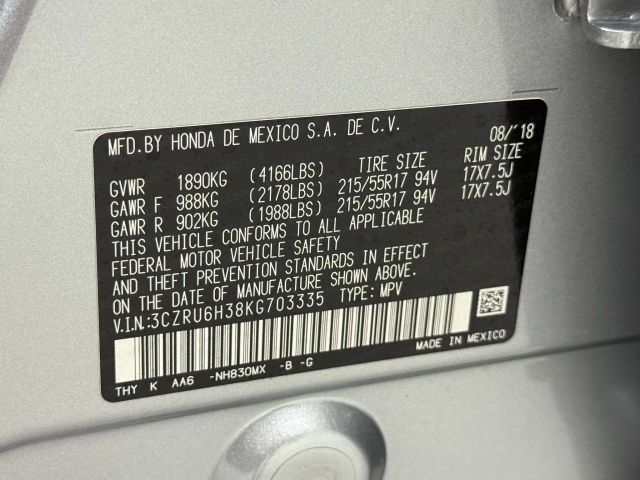 MFD.BY HONDA DE MEXICO S.A. DE C.V. 08/'18
GVWR 1890KG (4166LBS) TIRE SIZE RIM SIZE
GAWR F 988KG (2178LBS) 215/55R17 94V 17X7.5J
GAWR R 902KG (1988LBS) 215/55R17 94V 17X7.5J
THIS VEHICLE CONFORMS TO ALL APPLICABLE
FEDERAL MOTOR VEHICLE SAFETY
AND THEFT PREVENTION STANDARDS IN EFFECT
ON THE DATE OF MANUFACTURE SHOWN ABOVE.
V.I.N.:3CZRU6H38KG703335 TYPE: MPV
THY K AA6 -NH830MX -B -G MADE IN MEXICO